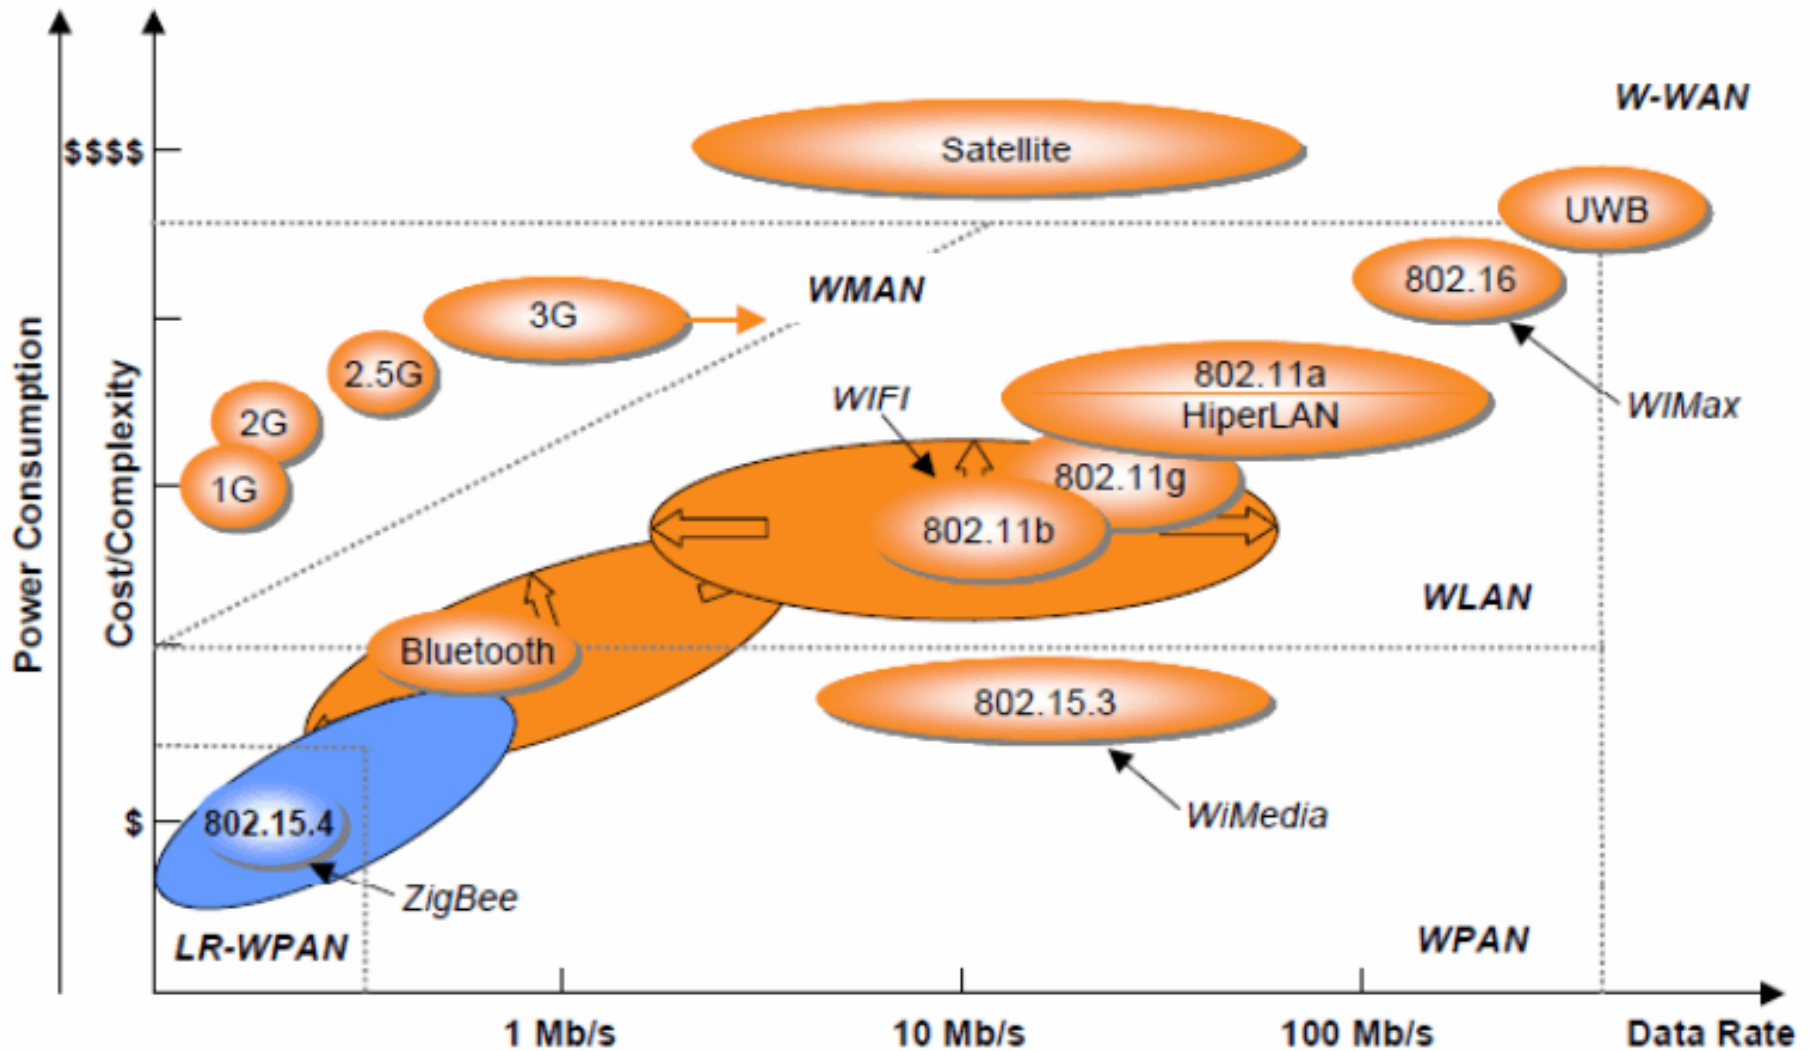 W-WAN
$$$$
Satellite
UWB
802.16
WMAN
3G
2.5G
802.11a
HiperLAN
WIFI
WIMax
2G
1G
802.11g
802.11b
WLAN
Bluetooth
802.15.3
WiMedia
$
802.15.4
ZigBee
LR-WPAN
WPAN
Power Consumption
Cost/Complexity
1 Mb/s
10 Mb/s
100 Mb/s
Data Rate